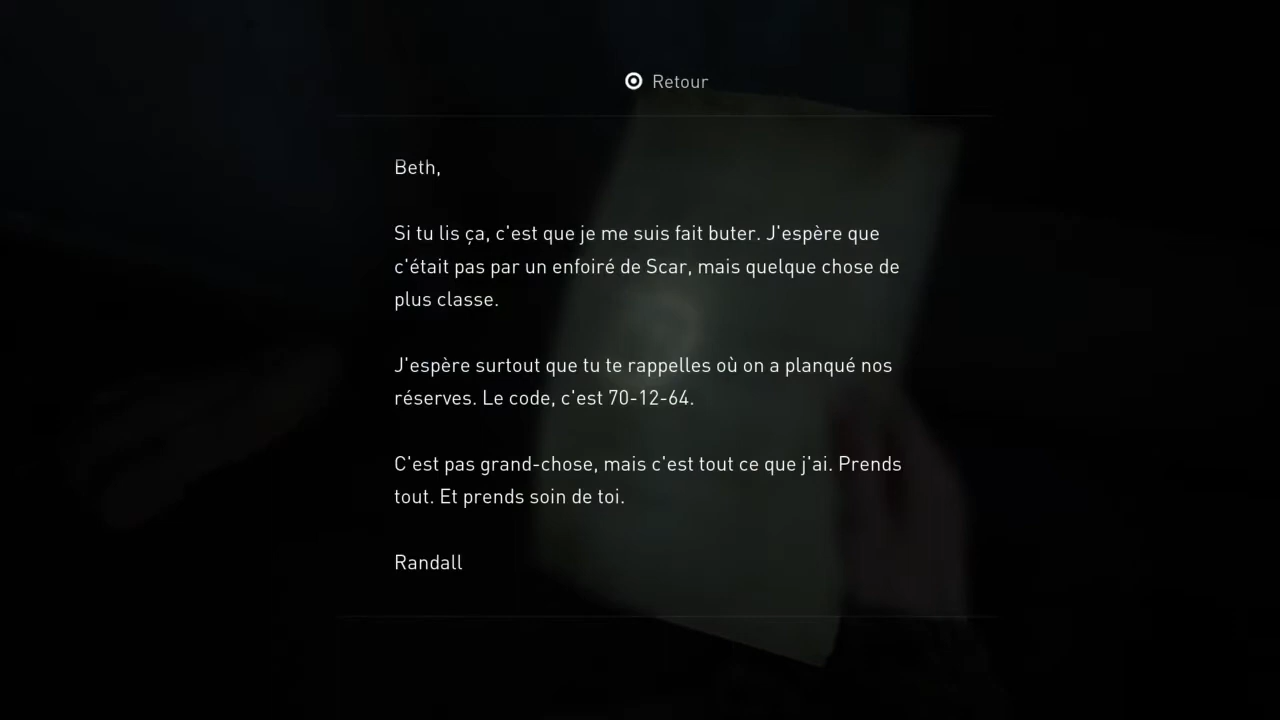 Retour
Beth,
Si tu lis ça, c'est que je me suis fait buter. J'espère que
c'était pas par un enfoiré de Scar, mais quelque chose de
plus classe.
J'espère surtout que tu te rappelles où on a planqué nos
réserves. Le code, c'est 70-12-64.
C'est pas grand-chose, mais c'est tout ce que j'ai. Prends
tout. Et prends soin de toi.
Randall